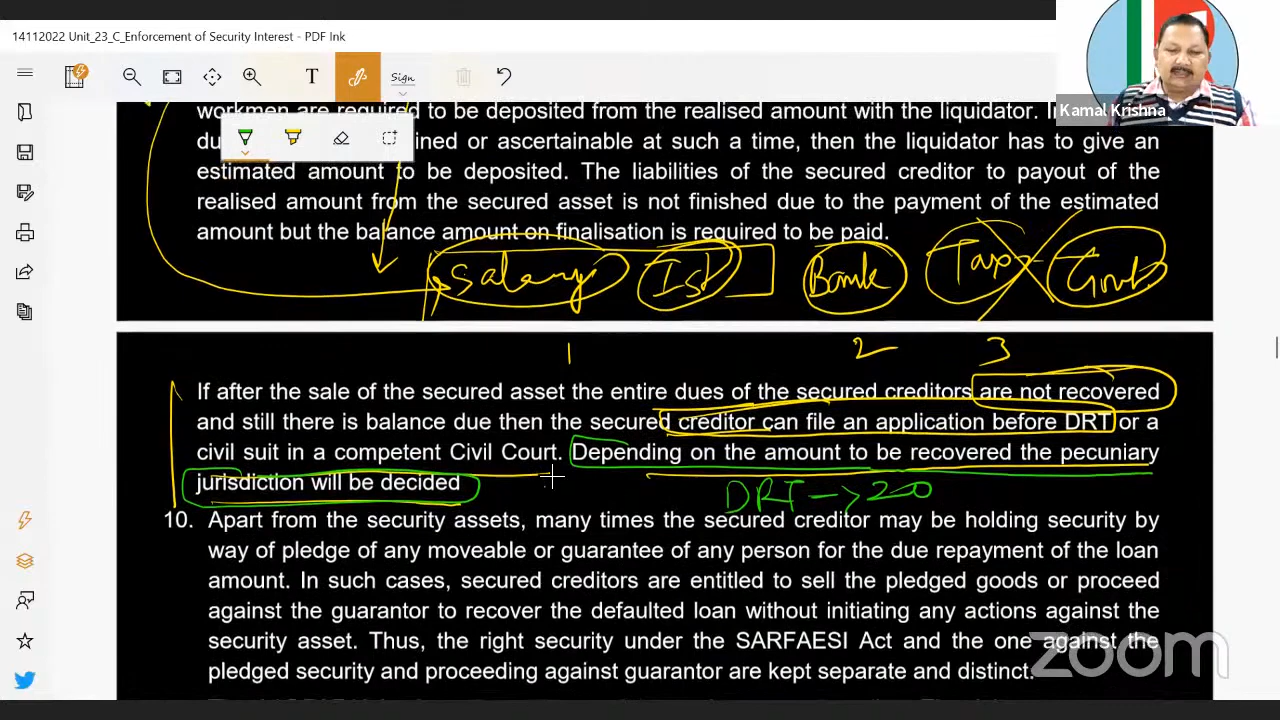 14112022 Unit_23_C_Enforcement of Security Interest - PDF Ink
Kamal Krishna
T
Sign
workmen are required to be deposited from the realised amount with the liquidator. I
du ined or ascertainable at such a time, then the liquidator has to give an
estimated amount to be deposited. The liabilities of the secured creditor to payout of the
realised amount from the secured asset is not finished due to the payment of the estimated
amount but the balance amount on finalisation is required to be paid.
Salary Ist Bank Tax Govt.
1 2 3
If after the sale of the secured asset the entire dues of the secured creditors are not recovered
and still there is balance due then the secured creditor can file an application before DRT or a
civil suit in a competent Civil Court. Depending on the amount to be recovered the pecuniary
jurisdiction will be decided
DRT -> 20
10. Apart from the security assets, many times the secured creditor may be holding security by
way of pledge of any moveable or guarantee of any person for the due repayment of the loan
amount. In such cases, secured creditors are entitled to sell the pledged goods or proceed
against the guarantor to recover the defaulted loan without initiating any actions against the
security asset. Thus, the right security under the SARFAESI Act and the one against the
pledged security and proceeding against guarantor are kept separate and distinct.
zoom